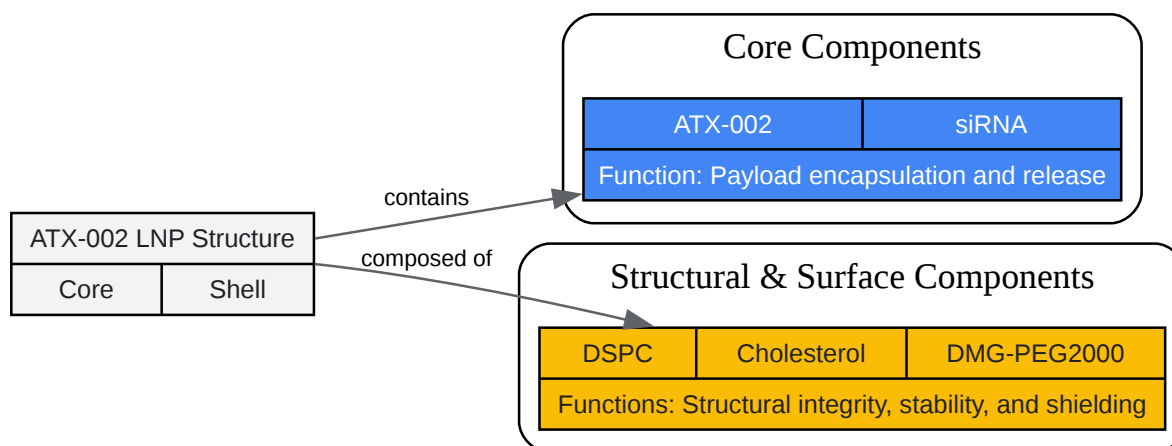 Core Components
ATX-002
siRNA
Function: Payload encapsulation and release
contains
ATX-002 LNP Structure
Core
Shell
composed of
Structural & Surface Components
DSPC
Cholesterol
DMG-PEG2000
Functions: Structural integrity, stability, and shielding